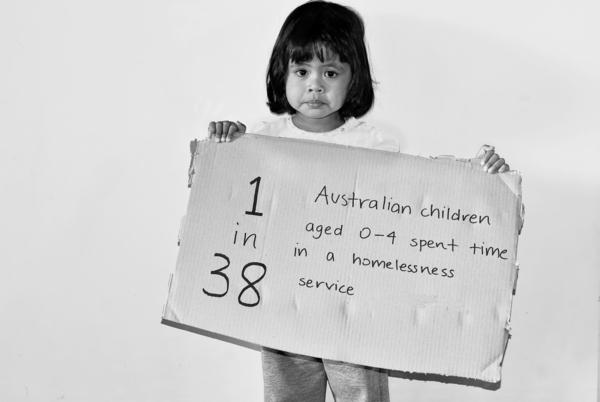 1
in
38
Australian children
aged 0-4 spent time
in a homelessness
service